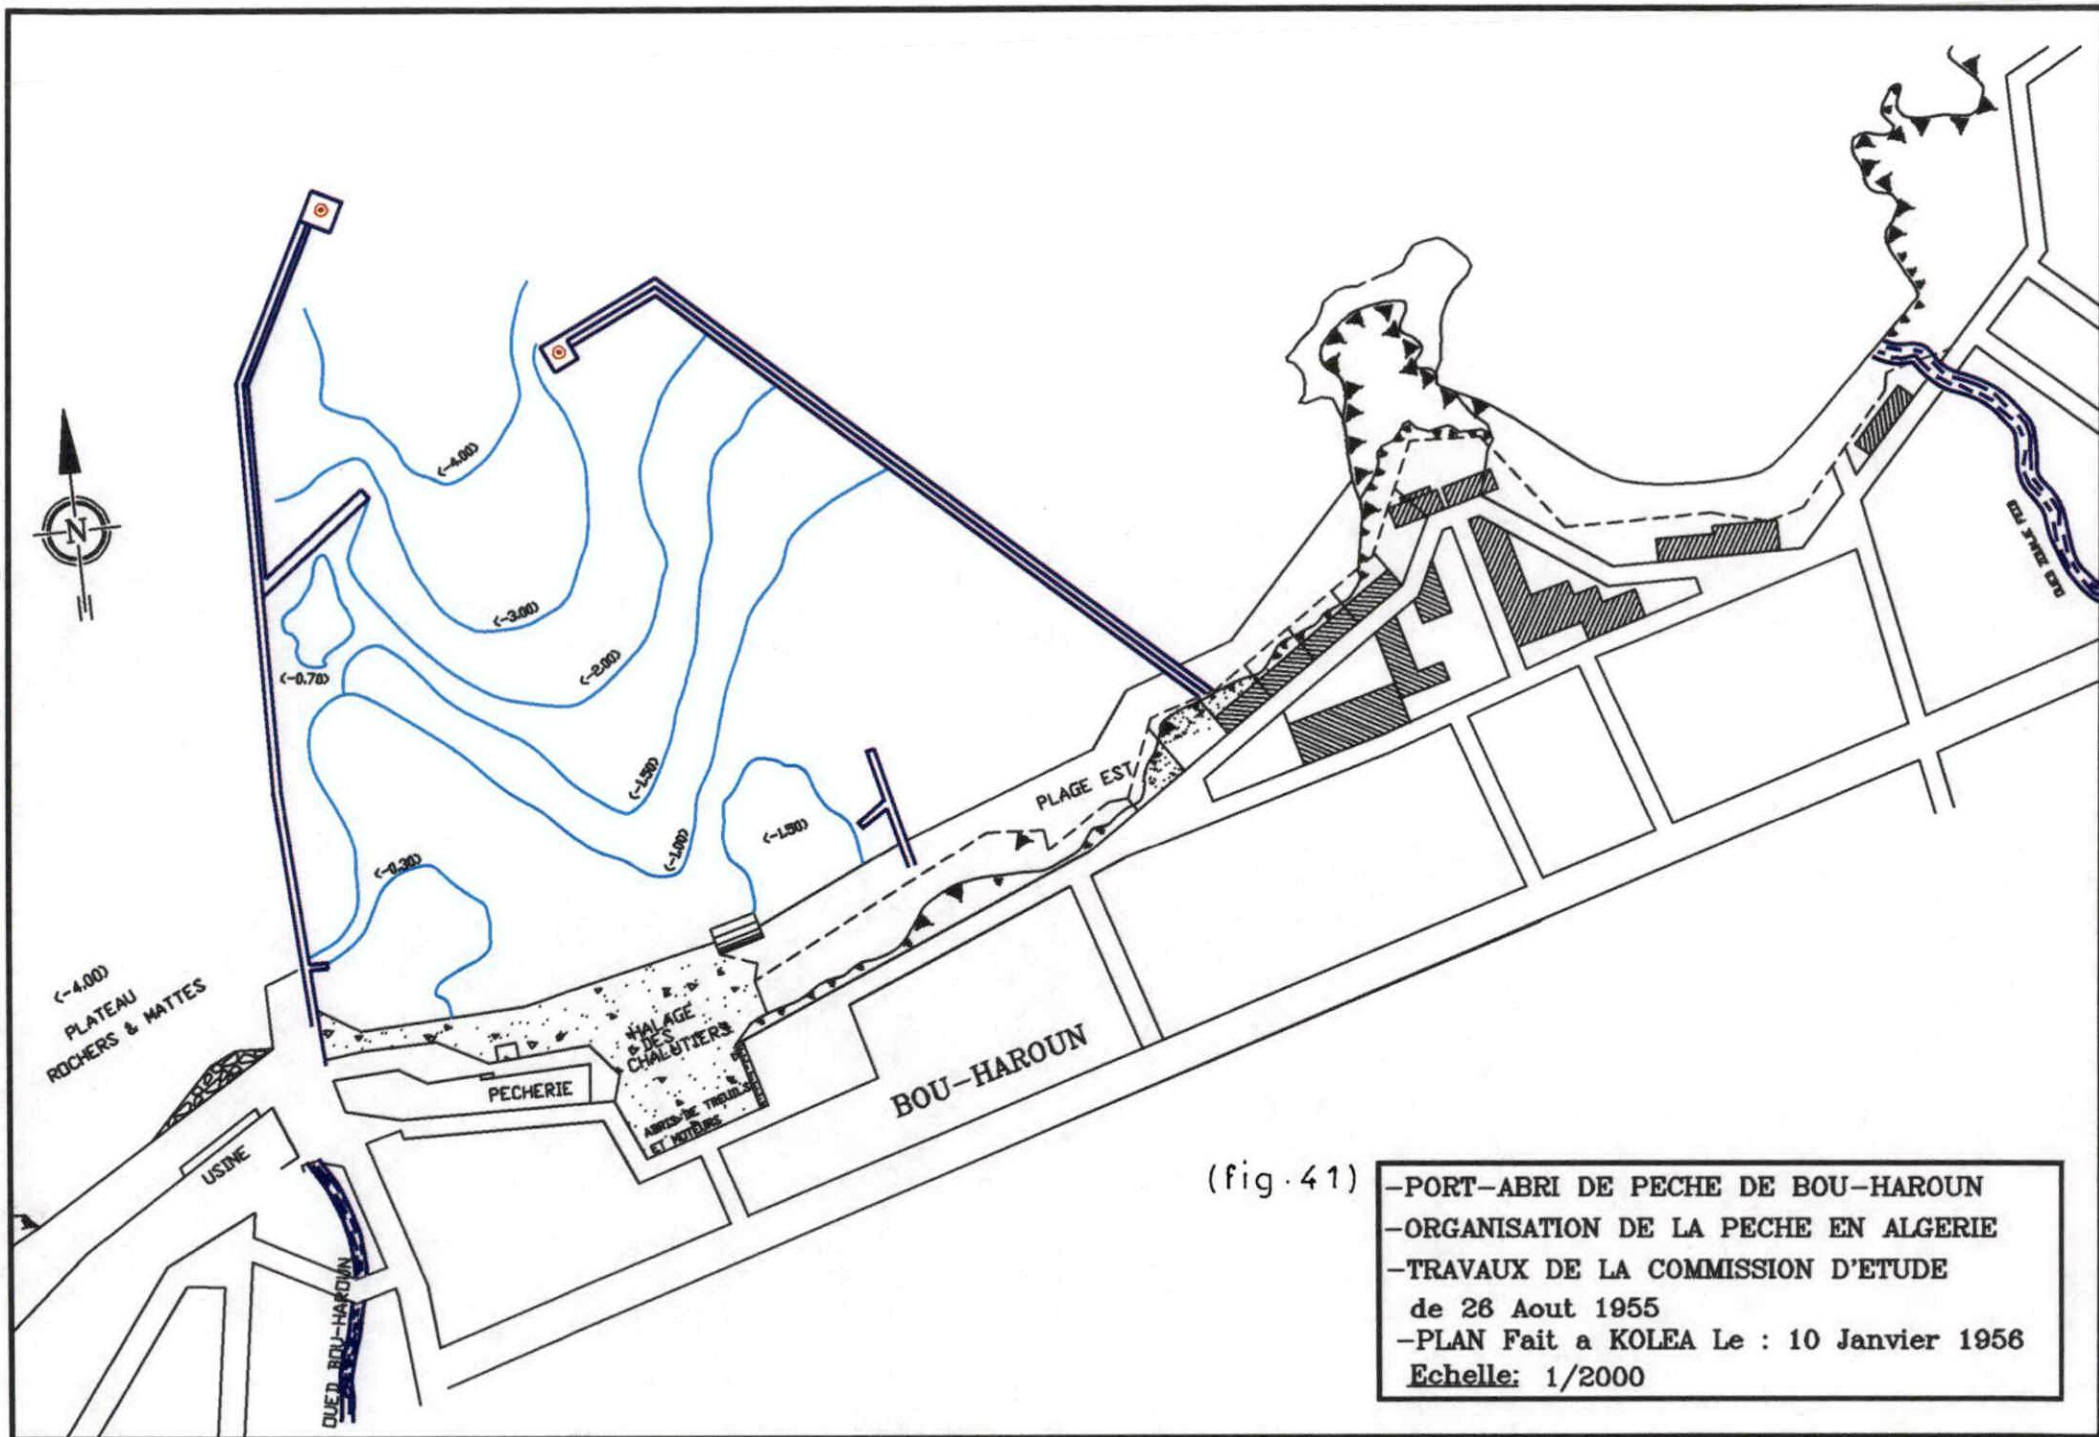 N
(-4.00)
(-3.00)
(-2.00)
(-0.70)
(-1.50)
(-1.00)
(-1.50)
(-0.30)
PLAGE EST
(-4.00)
PLATEAU
ROCHERS & MATTES
HALAGE
DES
CHALUTIERS
PECHERIE
ABRIS DE TREUILS
ET MOTEURS
USINE
OUED BOU-HAROUN
BOU-HAROUN
OUED
(fig. 41)
-PORT-ABRI DE PECHE DE BOU-HAROUN
-ORGANISATION DE LA PECHE EN ALGERIE
-TRAVAUX DE LA COMMISSION D'ETUDE
de 26 Aout 1955
-PLAN Fait a KOLEA Le : 10 Janvier 1956
Echelle: 1/2000